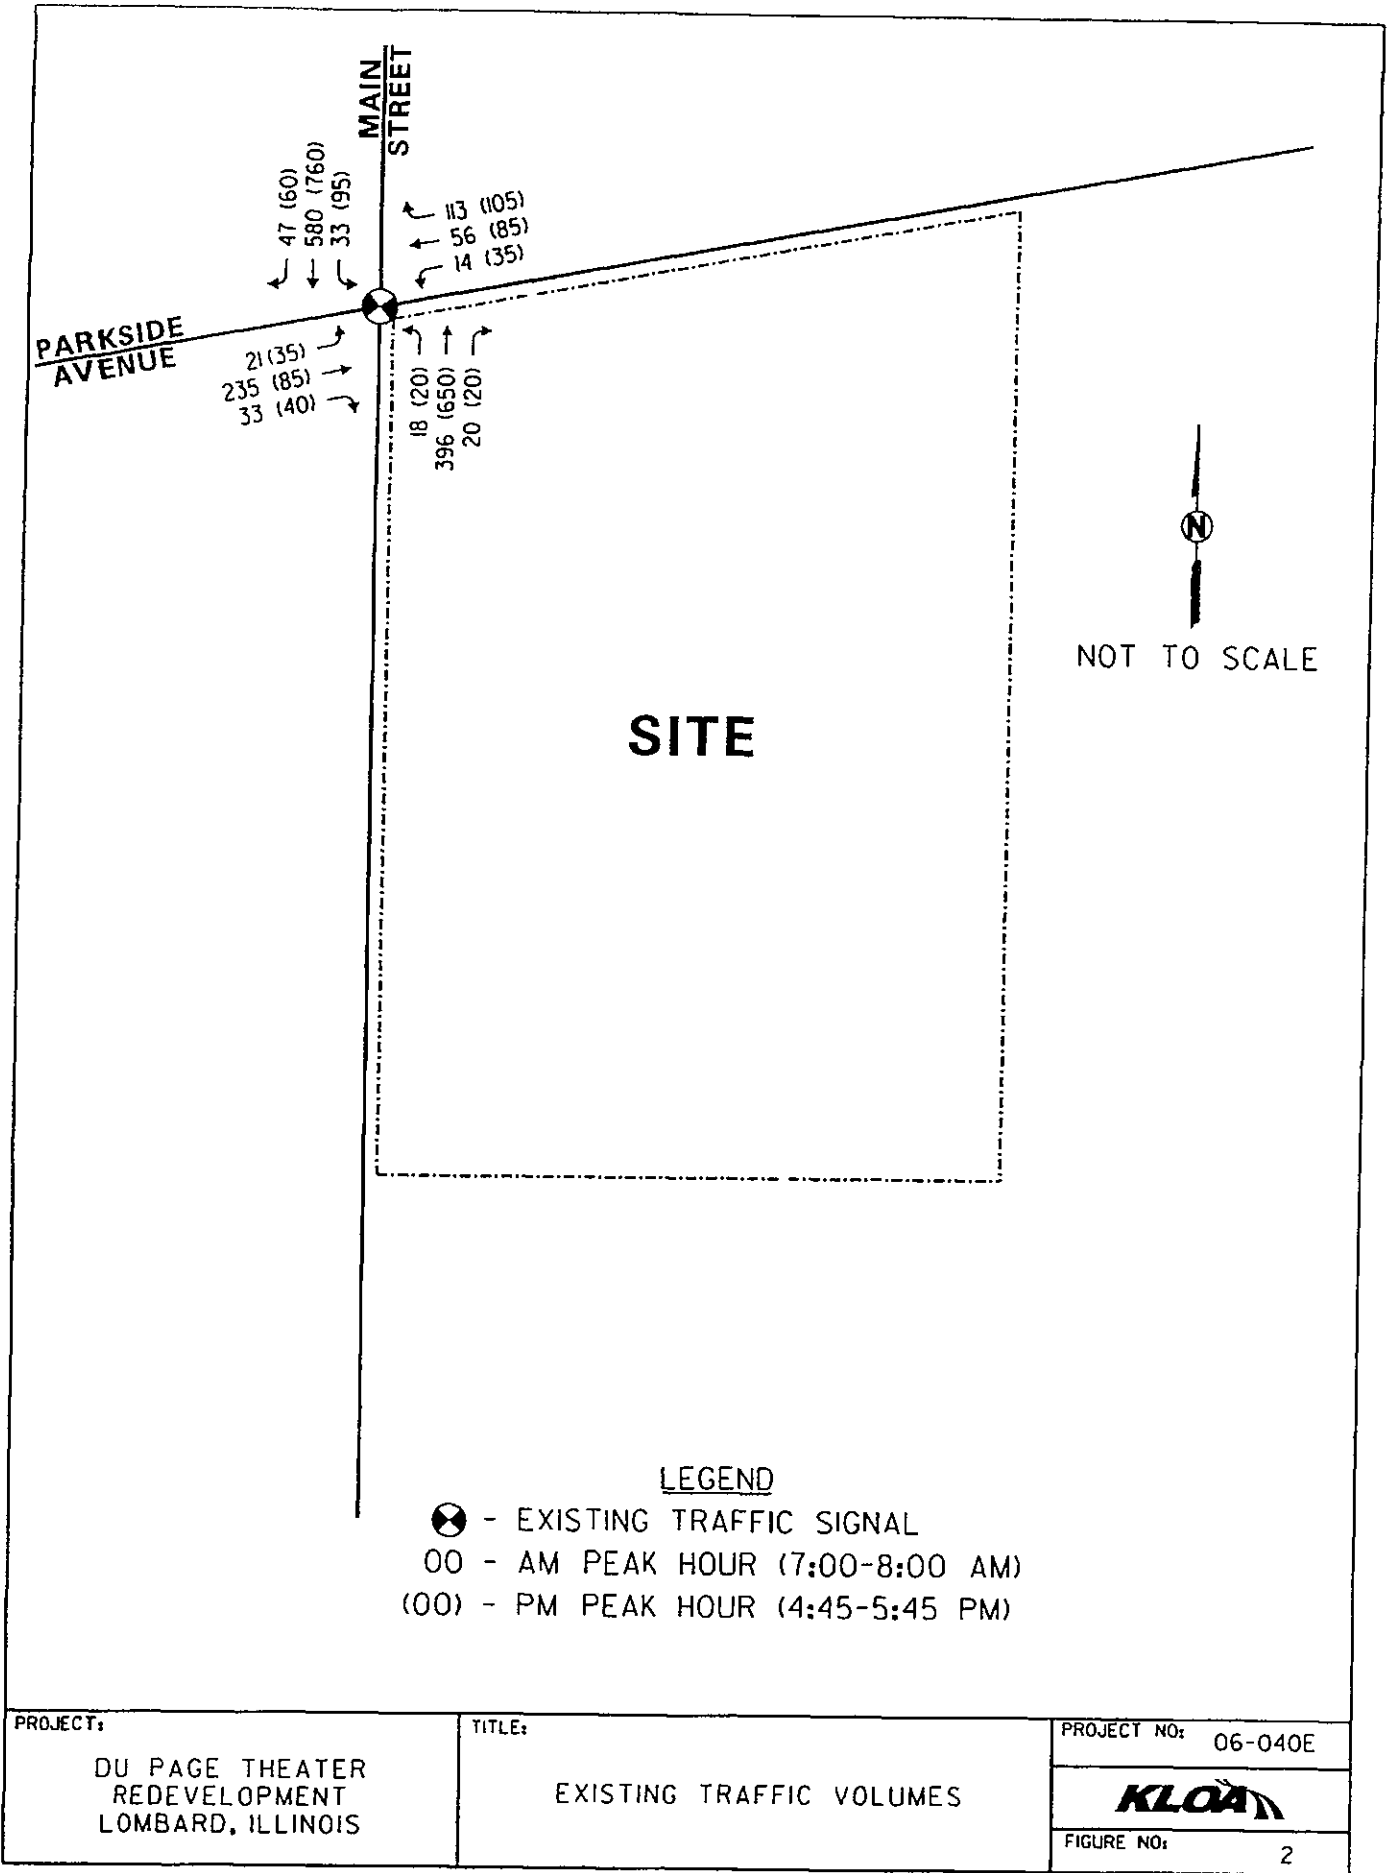 MAIN
STREET
47 (60)
580 (760)
33 (95)
113 (105)
56 (85)
14 (35)
PARKSIDE
AVENUE
21 (35)
235 (85)
33 (40)
18 (20)
396 (650)
20 (20)
N
NOT TO SCALE
SITE
LEGEND
- EXISTING TRAFFIC SIGNAL
00 - AM PEAK HOUR (7:00-8:00 AM)
(00) - PM PEAK HOUR (4:45-5:45 PM)
PROJECT:
DU PAGE THEATER
REDEVELOPMENT
LOMBARD, ILLINOIS
TITLE:
EXISTING TRAFFIC VOLUMES
PROJECT NO: 06-040E
KLOA
FIGURE NO: 2